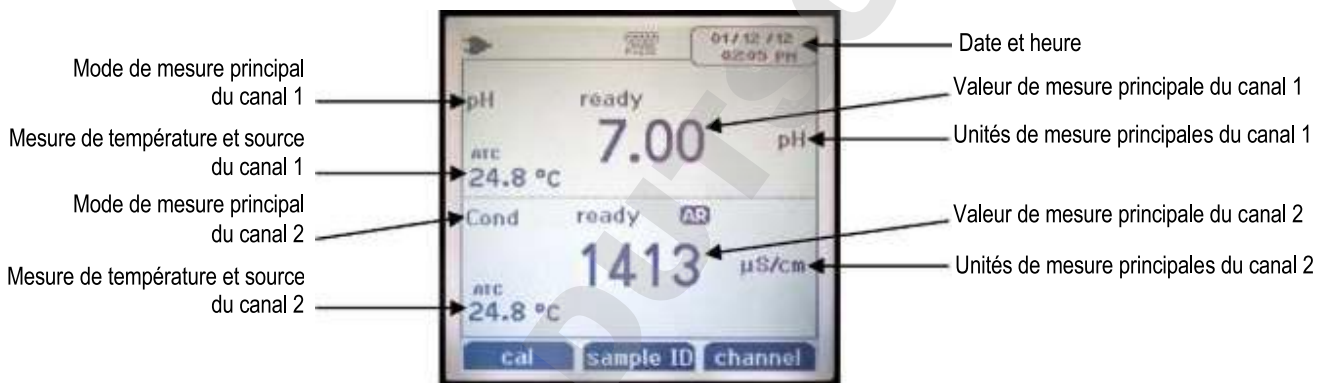 Mode de mesure principal
du canal 1
Mesure de température et source
du canal 1
Mode de mesure principal
du canal 2
Mesure de température et source
du canal 2
01/12/12
02:05 PM
pH
ready
7.00
pH
ATC
24.8 °C
Cond
ready
AR
1413
µS/cm
ATC
24.8 °C
cal
sample ID
channel
Date et heure
Valeur de mesure principale du canal 1
Unités de mesure principales du canal 1
Valeur de mesure principale du canal 2
Unités de mesure principales du canal 2